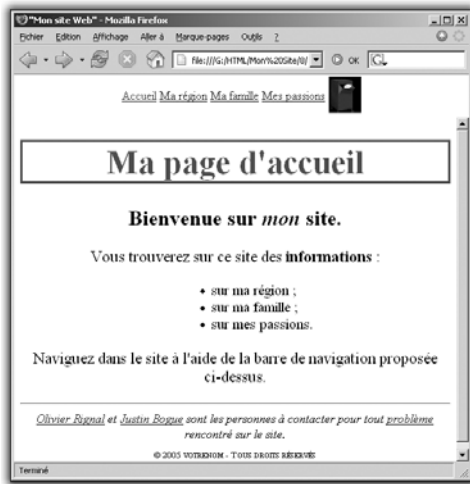 "Mon site Web" - Mozilla Firefox
Fichier Edition Affichage Aller à Marque-pages Outils ?
file:///G:/HTML/Mon%20Site/0/ OK
Accueil Ma région Ma famille Mes passions
Ma page d'accueil
Bienvenue sur mon site.
Vous trouverez sur ce site des informations :
• sur ma région ;
• sur ma famille ;
• sur mes passions.
Naviguez dans le site à l'aide de la barre de navigation proposée
ci-dessus.
Olivier Rignal et Justin Bogue sont les personnes à contacter pour tout problème
rencontré sur le site.
© 2005 VOTRENOM - TOUS DROITS RÉSERVÉS
Terminé